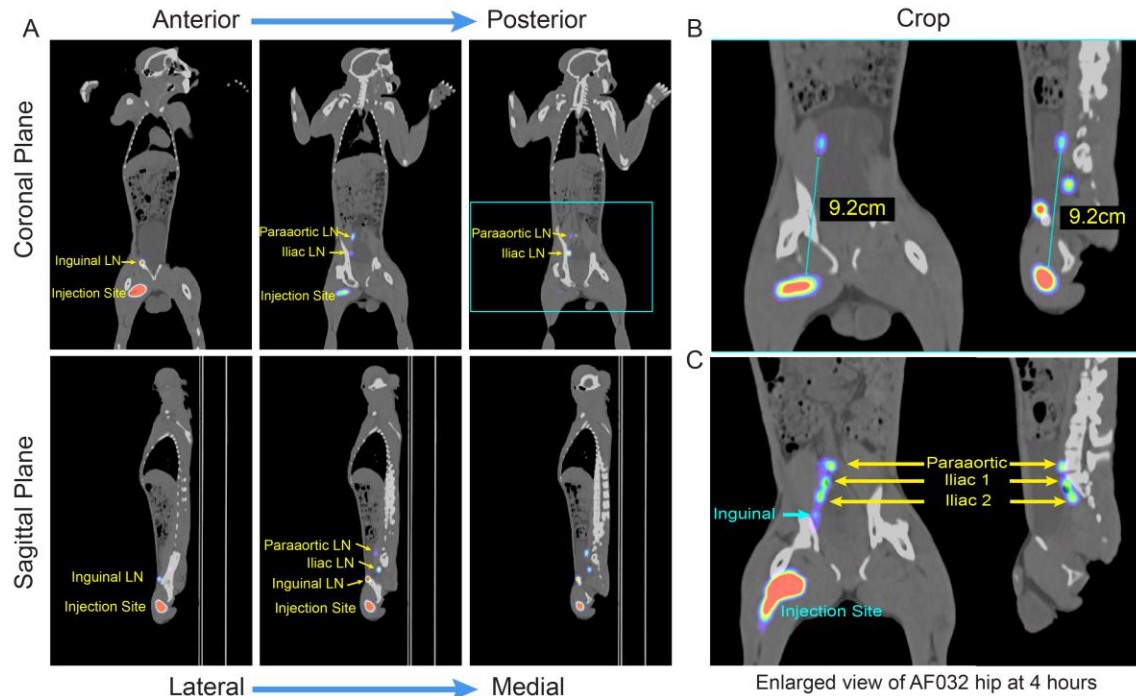 A
Anterior
Posterior
Coronal Plane
Inguinal LN
Injection Site
Paraaortic LN
Iliac LN
Injection Site
Paraaortic LN
Iliac LN
Sagittal Plane
Inguinal LN
Injection Site
Paraaortic LN
Iliac LN
Inguinal LN
Injection Site
Lateral
Medial
B
Crop
9.2cm
9.2cm
C
Paraaortic
Iliac 1
Iliac 2
Inguinal
Injection Site
Enlarged view of AF032 hip at 4 hours